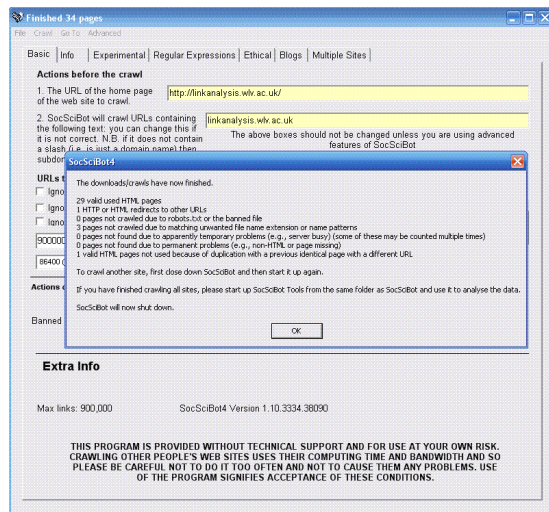 Finished 34 pages
File Crawl Go To Advanced
Basic Info Experimental Regular Expressions Ethical Blogs Multiple Sites
Actions before the crawl
1. The URL of the home page
of the web site to crawl.
http://linkanalysis.wlv.ac.uk/
2. SocSciBot will crawl URLs containing
the following text: you can change this if
it is not correct. N.B. if it does not contain
a slash (i.e. is just a domain name) then
subdom
linkanalysis.wlv.ac.uk
The above boxes should not be changed unless you are using advanced
features of SocSciBot
URLs t
Igno
Igno
Igno
900000
86400 (
Actions
Banned
SocSciBot4
The downloads/crawls have now finished.
29 valid used HTML pages
1 HTTP or HTML redirects to other URLs
0 pages not crawled due to robots.txt or the banned file
3 pages not crawled due to matching unwanted file name extension or name patterns
0 pages not found due to apparently temporary problems (e.g., server busy) (some of these may be counted multiple times)
0 pages not found due to permanent problems (e.g., non-HTML or page missing)
1 valid HTML pages not used because of duplication with a previous identical page with a different URL
To crawl another site, first close down SocSciBot and then start it up again.
If you have finished crawling all sites, please start up SocSciBot Tools from the same folder as SocSciBot and use it to analyse the data.
SocSciBot will now shut down.
OK
Extra Info
Max links: 900,000 SocSciBot4 Version 1.10.3334.38090
THIS PROGRAM IS PROVIDED WITHOUT TECHNICAL SUPPORT AND FOR USE AT YOUR OWN RISK.
CRAWLING OTHER PEOPLE'S WEB SITES USES THEIR COMPUTING TIME AND BANDWIDTH AND SO
PLEASE BE CAREFUL NOT TO DO IT TOO OFTEN AND NOT TO CAUSE THEM ANY PROBLEMS. USE
OF THE PROGRAM SIGNIFIES ACCEPTANCE OF THESE CONDITIONS.